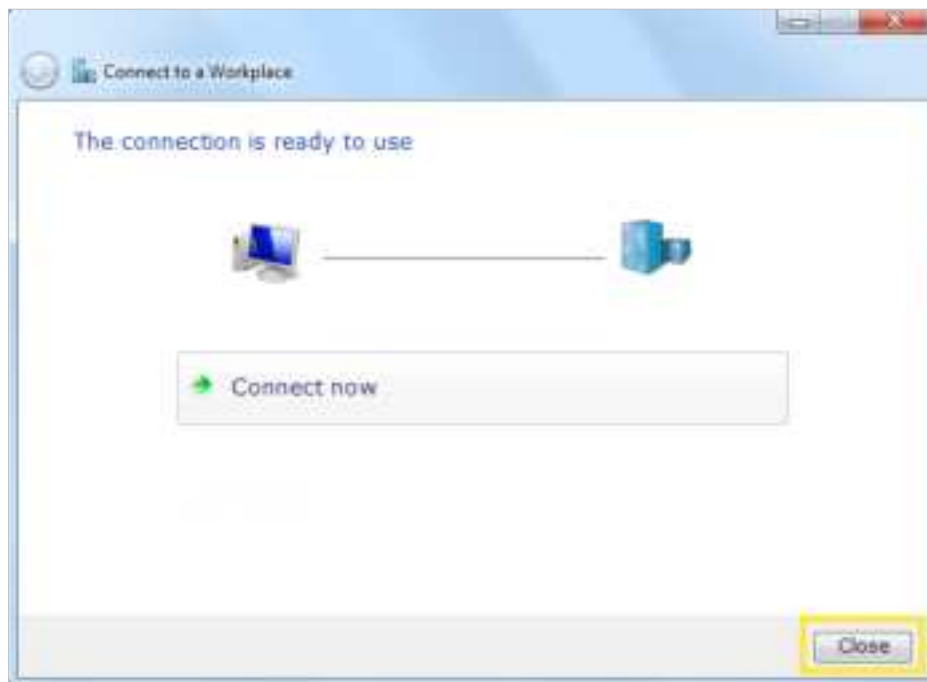 Connect to a Workplace
The connection is ready to use
Connect now
Close